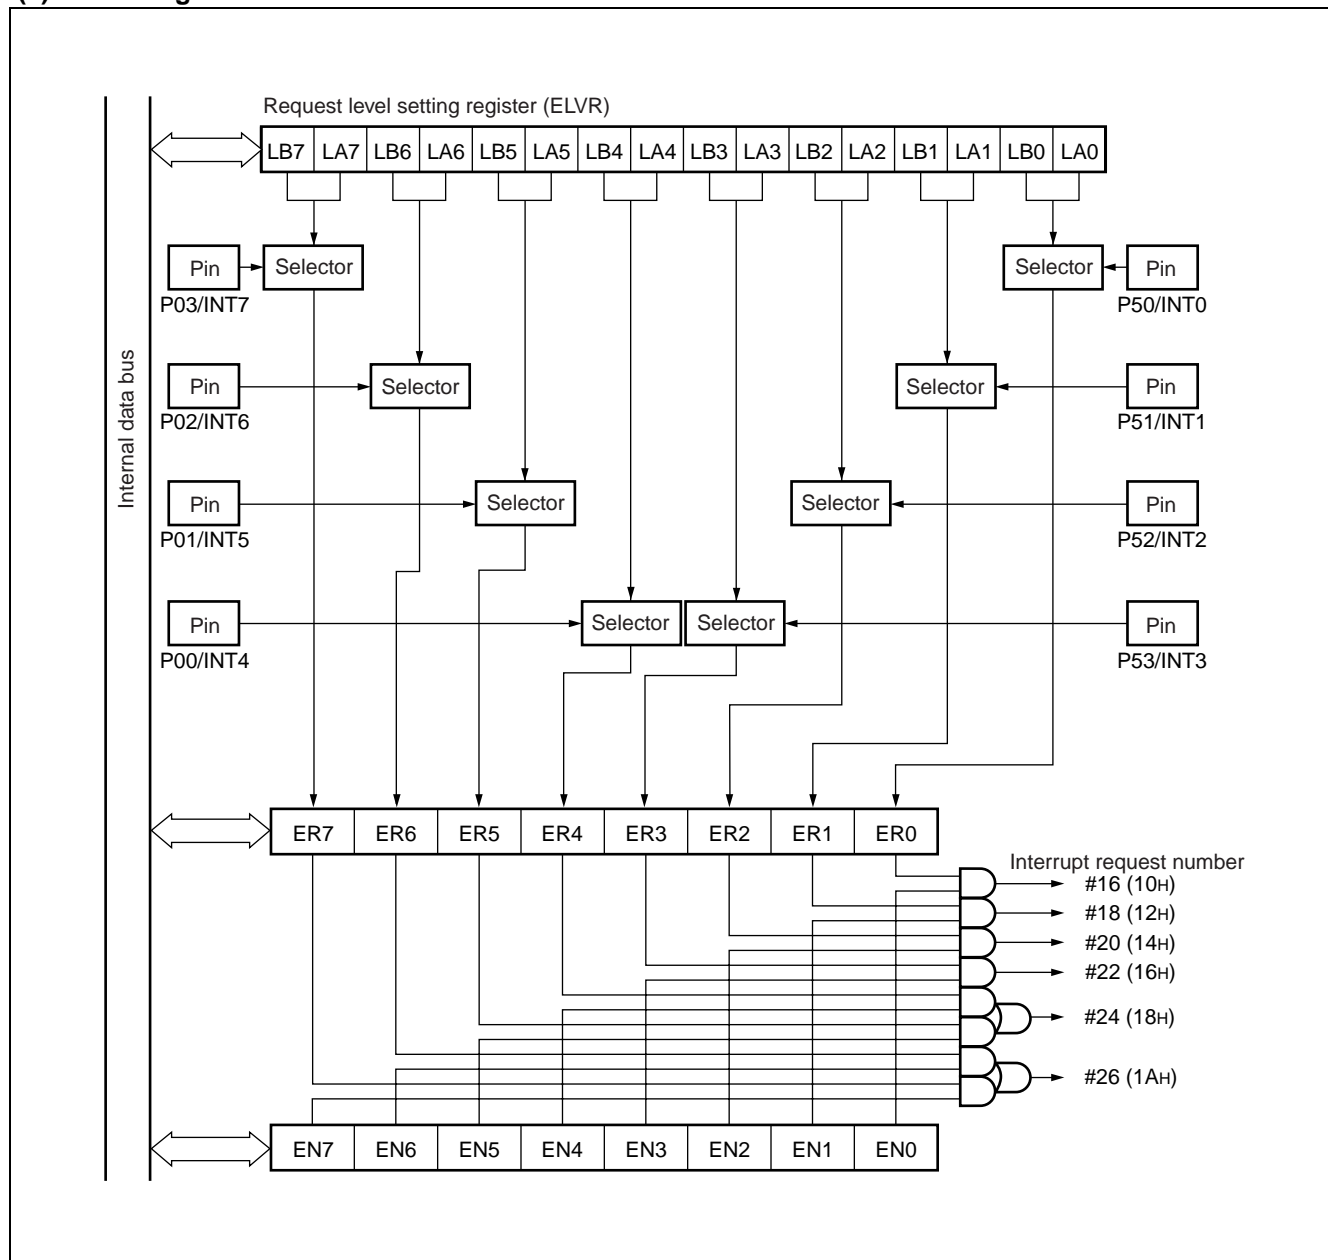 Request level setting register (ELVR)
LB7 LA7 LB6 LA6 LB5 LA5 LB4 LA4 LB3 LA3 LB2 LA2 LB1 LA1 LB0 LA0
Pin Selector Selector Pin
P03/INT7 P50/INT0
Pin Selector Selector Pin
P02/INT6 P51/INT1
Internal data bus
Pin Selector Selector Pin
P01/INT5 P52/INT2
Pin Selector Selector Pin
P00/INT4 P53/INT3
ER7 ER6 ER5 ER4 ER3 ER2 ER1 ER0
Interrupt request number
#16 (10H)
#18 (12H)
#20 (14H)
#22 (16H)
#24 (18H)
#26 (1AH)
EN7 EN6 EN5 EN4 EN3 EN2 EN1 EN0